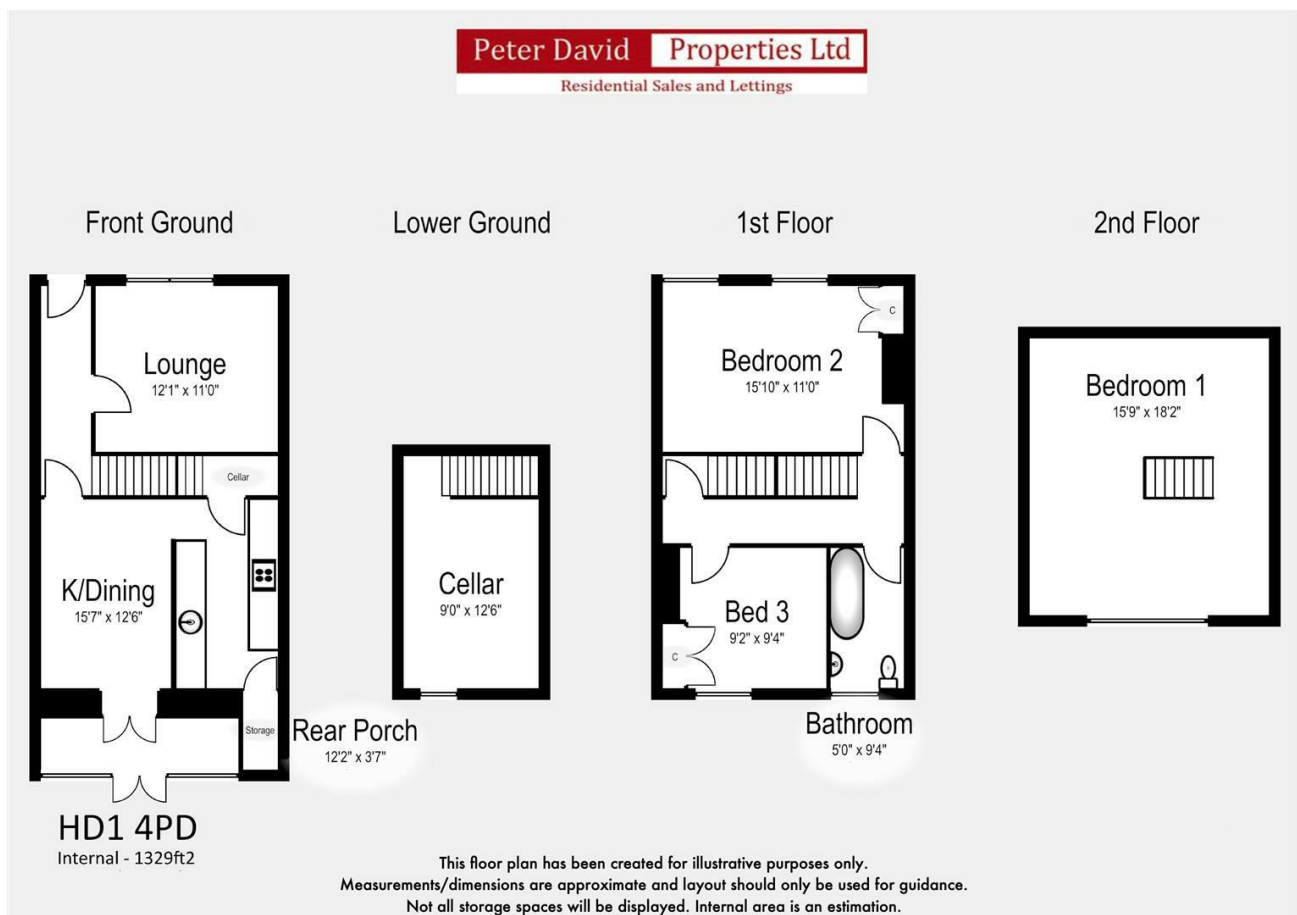 Peter David Properties Ltd
Residential Sales and Lettings
Front Ground
Lower Ground
1st Floor
2nd Floor
Lounge
12'1" x 11'0"
Cellar
K/Dining
15'7" x 12'6"
Storage
Rear Porch
12'2" x 3'7"
Cellar
9'0" x 12'6"
C
Bedroom 2
15'10" x 11'0"
Bed 3
9'2" x 9'4"
C
Bathroom
5'0" x 9'4"
Bedroom 1
15'9" x 18'2"
HD1 4PD
Internal - 1329ft2
This floor plan has been created for illustrative purposes only.
Measurements/dimensions are approximate and layout should only be used for guidance.
Not all storage spaces will be displayed. Internal area is an estimation.